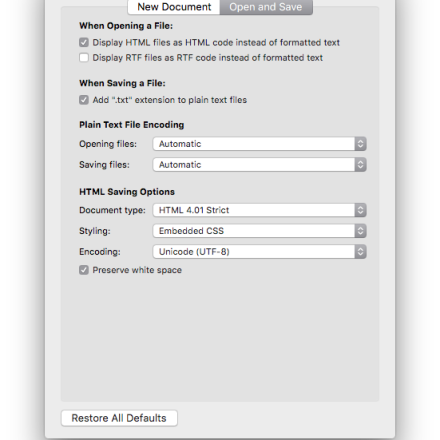 New Document Open and Save
When Opening a File:
Display HTML files as HTML code instead of formatted text
Display RTF files as RTF code instead of formatted text
When Saving a File:
Add ".txt" extension to plain text files
Plain Text File Encoding
Opening files: Automatic
Saving files: Automatic
HTML Saving Options
Document type: HTML 4.01 Strict
Styling: Embedded CSS
Encoding: Unicode (UTF-8)
Preserve white space
Restore All Defaults